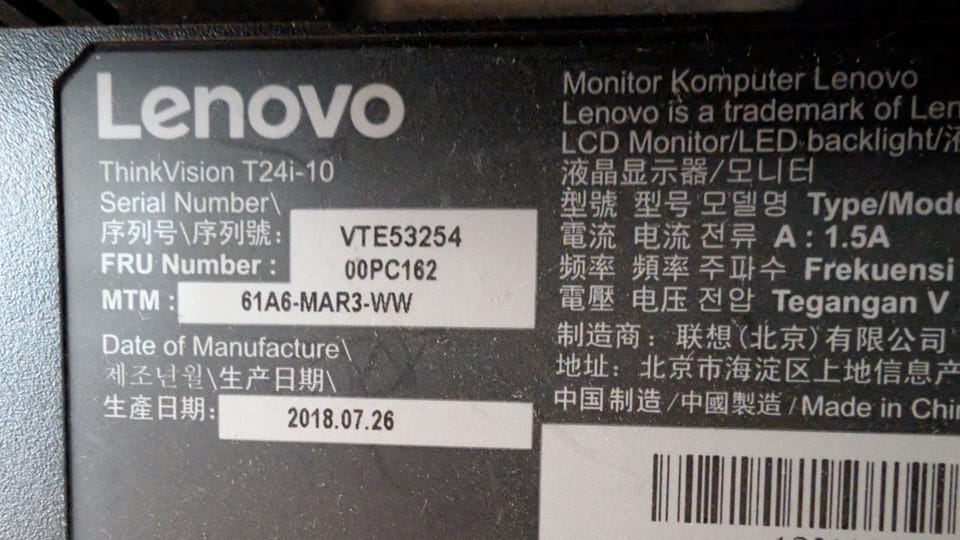 Lenovo
ThinkVision T24i-10
Serial Number\
序列号\序列號: VTE53254
FRU Number : 00PC162
MTM : 61A6-MAR3-WW
Date of Manufacture\
제조년월\生产日期\
生產日期: 2018.07.26
Monitor Komputer Lenovo
Lenovo is a trademark of Len
LCD Monitor/LED backlight/
液晶显示器/모니터
型號 型号 모델명 Type/Mode
電流 电流 전류 A : 1.5A
频率 頻率 주파수 Frekuensi
電壓 电压 전압 Tegangan V
制造商: 联想(北京)有限公司
地址: 北京市海淀区上地信息产
中国制造/中國製造/Made in Chin